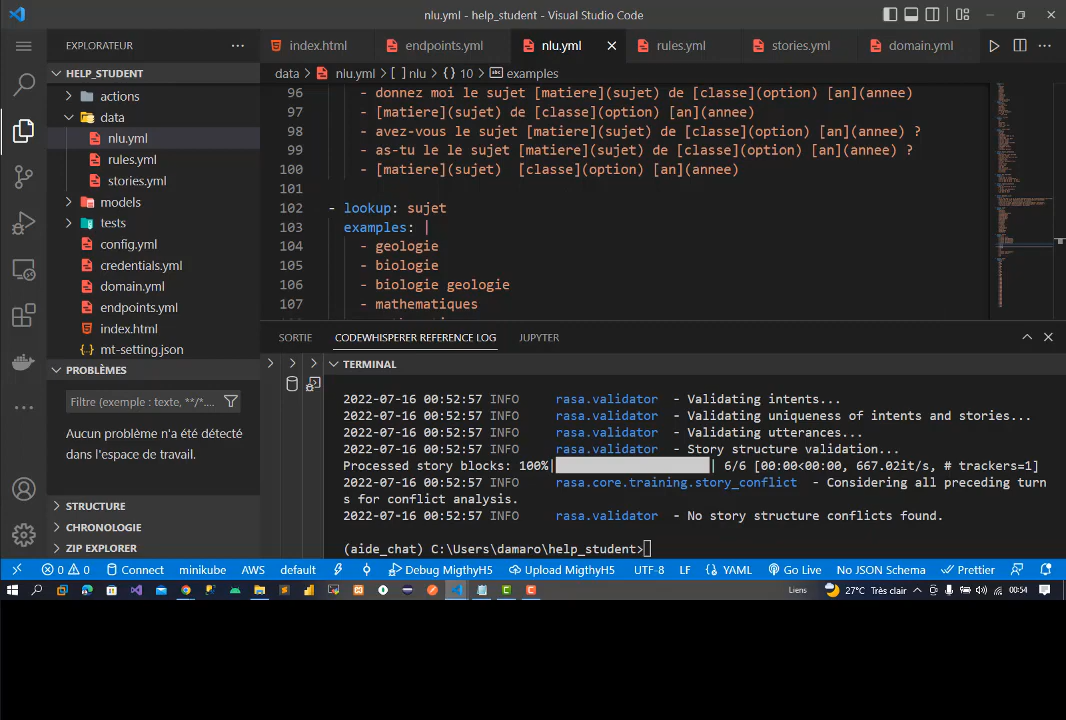 nlu.yml - help_student - Visual Studio Code
EXPLORATEUR
index.html
endpoints.yml
nlu.yml
rules.yml
stories.yml
domain.yml
HELP_STUDENT
actions
data
nlu.yml
rules.yml
stories.yml
models
tests
config.yml
credentials.yml
domain.yml
endpoints.yml
index.html
mt-setting.json
PROBLÈMES
Filtre (exemple : texte, **/*....
Aucun problème n'a été détecté
dans l'espace de travail.
STRUCTURE
CHRONOLOGIE
ZIP EXPLORER
data > nlu.yml > [ ] nlu > {} 10 > examples
96 - donnez moi le sujet [matiere](sujet) de [classe](option) [an](annee)
97 - [matiere](sujet) de [classe](option) [an](annee)
98 - avez-vous le sujet [matiere](sujet) de [classe](option) [an](annee) ?
99 - as-tu le le sujet [matiere](sujet) de [classe](option) [an](annee) ?
100 - [matiere](sujet)  [classe](option) [an](annee)
101
102 - lookup: sujet
103 examples: |
104 - geologie
105 - biologie
106 - biologie geologie
107 - mathematiques
SORTIE
CODEWHISPERER REFERENCE LOG
JUPYTER
TERMINAL
2022-07-16 00:52:57 INFO rasa.validator - Validating intents...
2022-07-16 00:52:57 INFO rasa.validator - Validating uniqueness of intents and stories...
2022-07-16 00:52:57 INFO rasa.validator - Validating utterances...
2022-07-16 00:52:57 INFO rasa.validator - Story structure validation...
Processed story blocks: 100%| | 6/6 [00:00<00:00, 667.02it/s, # trackers=1]
2022-07-16 00:52:57 INFO rasa.core.training.story_conflict - Considering all preceding turn
s for conflict analysis.
2022-07-16 00:52:57 INFO rasa.validator - No story structure conflicts found.
(aide_chat) C:\Users\damaro\help_student>
0 0 Connect minikube AWS default Debug MigthyH5 Upload MigthyH5 UTF-8 LF {} YAML Go Live No JSON Schema Prettier
Liens 27°C Très clair 00:54